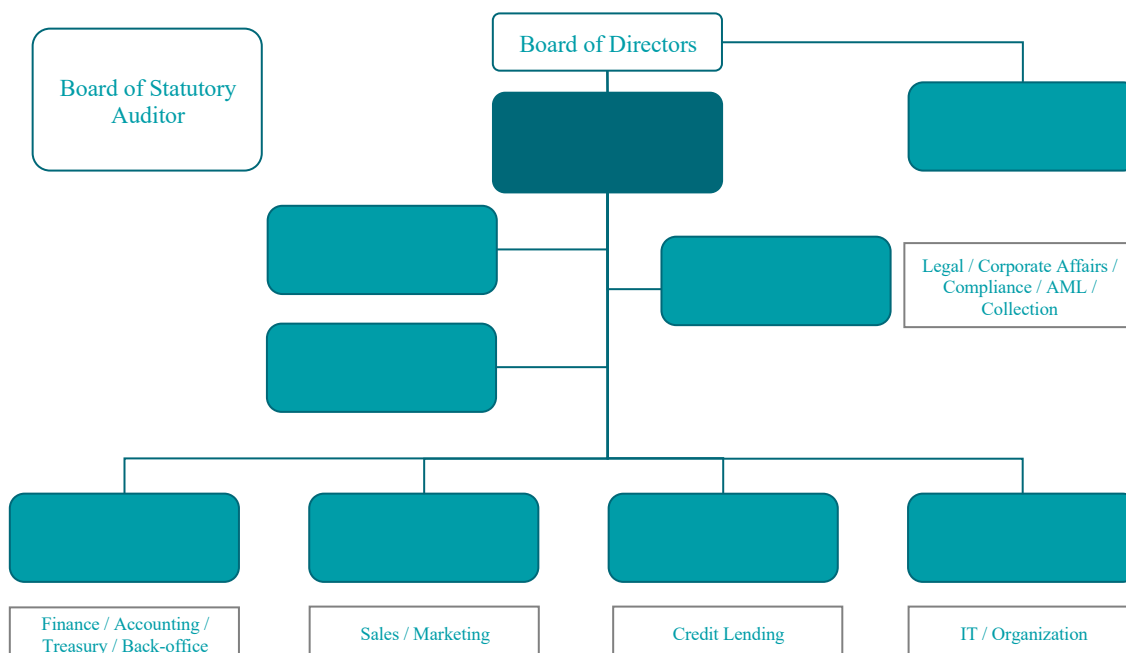 Board of Directors
Board of Statutory
Auditor
Legal / Corporate Affairs /
Compliance / AML /
Collection
Finance / Accounting /
Treasury / Back-office
Sales / Marketing
Credit Lending
IT / Organization